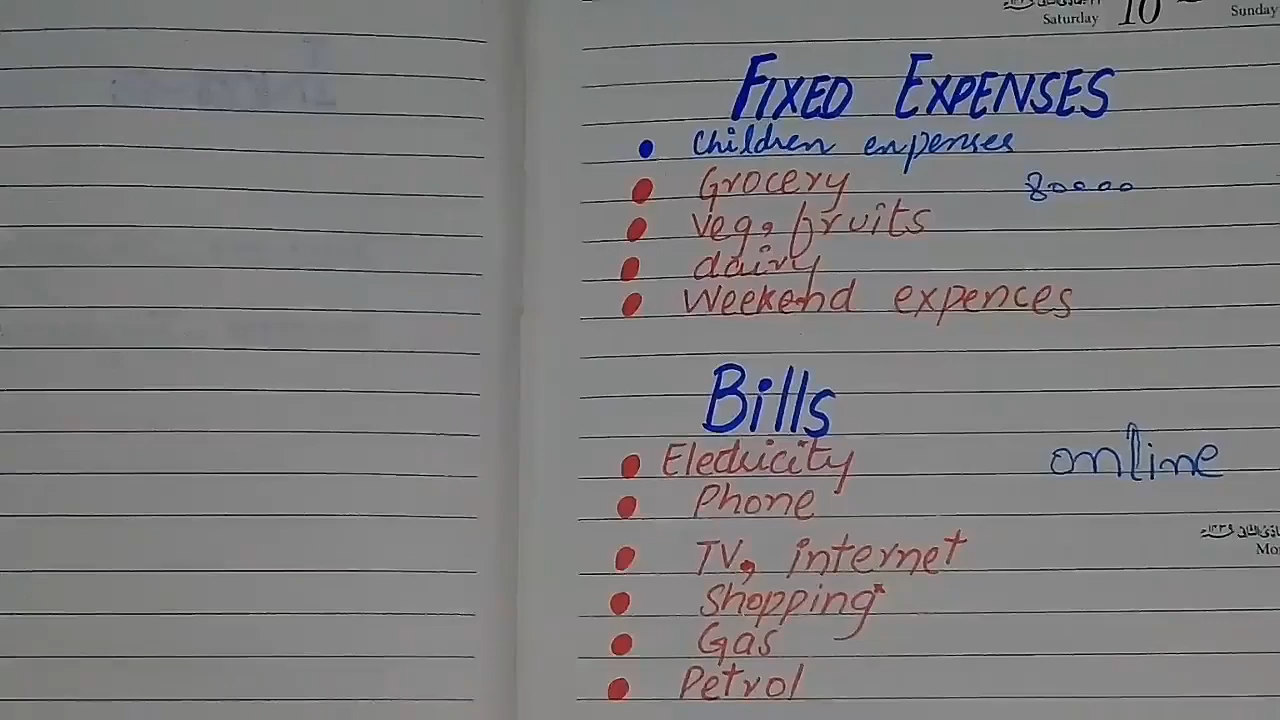 Saturday 10 Sunday
FIXED EXPENSES
• Children expenses
• Grocery 80000
• Veg, fruits
• dairy
• Weekend expences
Bills
• Electricity online
• Phone
• TV, internet
• Shopping*
• Gas
• Petrol